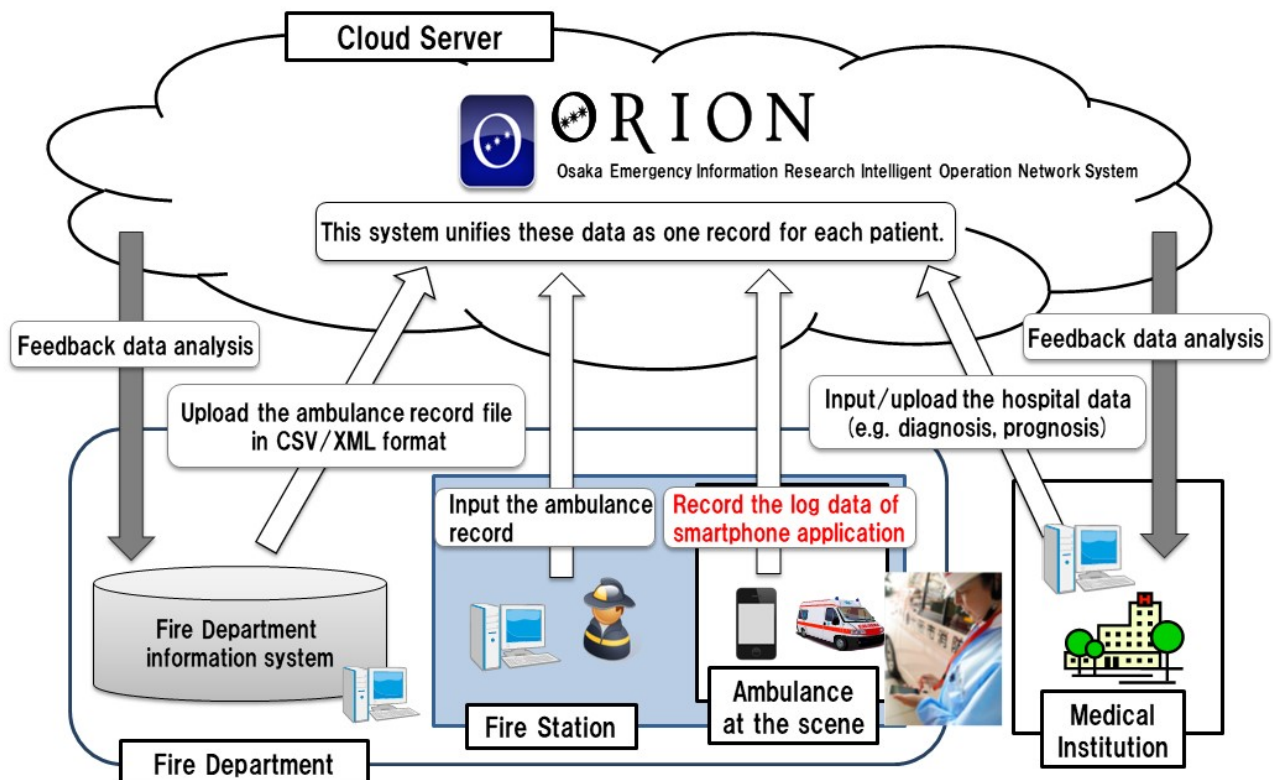 Cloud Server
ORION
Osaka Emergency Information Research Intelligent Operation Network System
This system unifies these data as one record for each patient.
Feedback data analysis
Feedback data analysis
Upload the ambulance record file
in CSV/XML format
Input/upload the hospital data
(e.g. diagnosis, prognosis)
Input the ambulance
record
Record the log data of
smartphone application
Fire Department
information system
H
Fire Station
Ambulance
at the scene
Medical
Institution
Fire Department